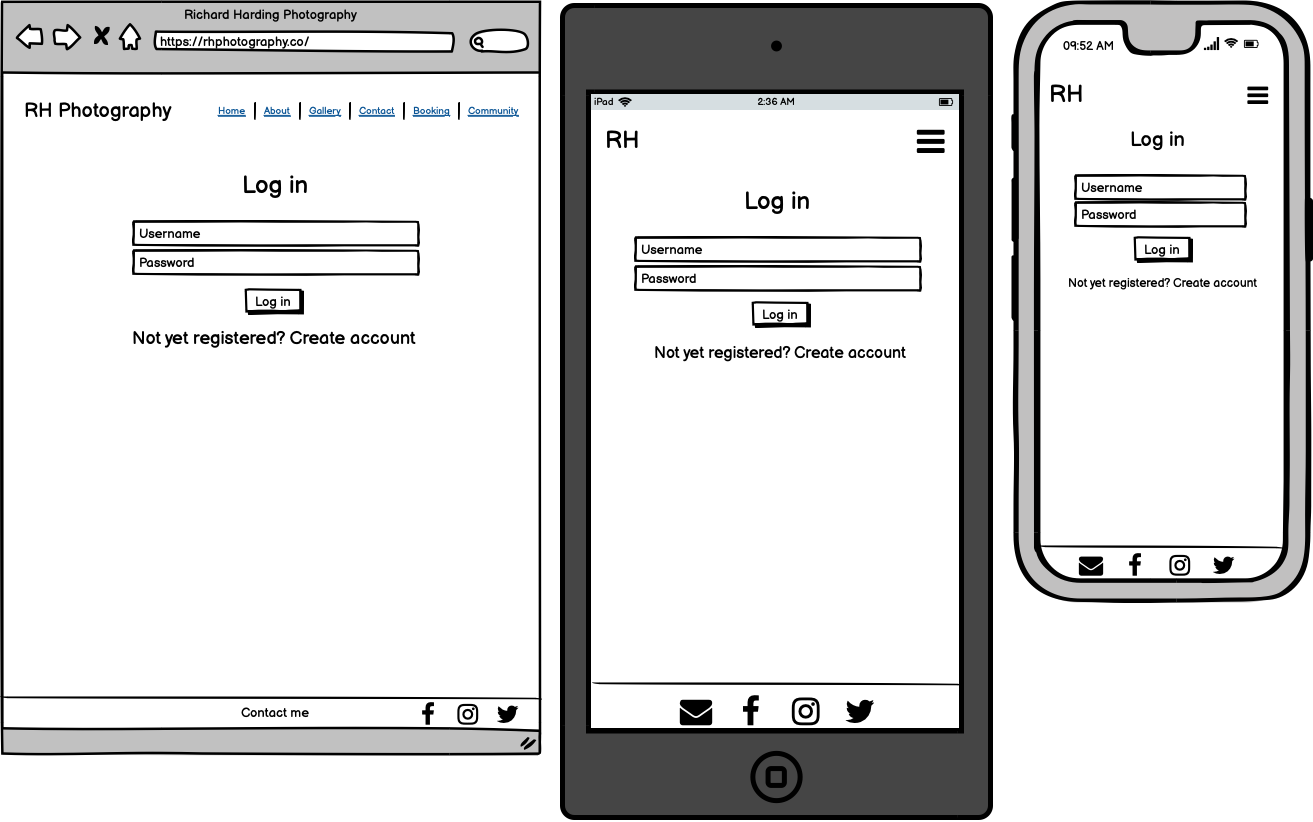 Richard Harding Photography
https://rhphotography.co/
RH Photography
Home | About | Gallery | Contact | Booking | Community
Log in
Username
Password
Log in
Not yet registered? Create account
Contact me
iPad 2:36 AM
RH
Log in
Username
Password
Log in
Not yet registered? Create account
09:52 AM
RH
Log in
Username
Password
Log in
Not yet registered? Create account